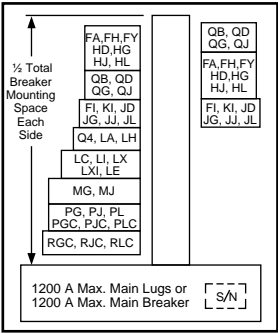 ½ Total
Breaker
Mounting
Space
Each
Side
FA,FH,FY
HD,HG
HJ, HL
QB, QD
QG, QJ
FI, KI, JD
JG, JJ, JL
Q4, LA, LH
LC, LI, LX
LXI, LE
MG, MJ
PG, PJ, PL
PGC, PJC, PLC
RGC, RJC, RLC
QB, QD
QG, QJ
FA,FH,FY
HD,HG
HJ, HL
FI, KI, JD
JG, JJ, JL
1200 A Max. Main Lugs or
1200 A Max. Main Breaker
S/N